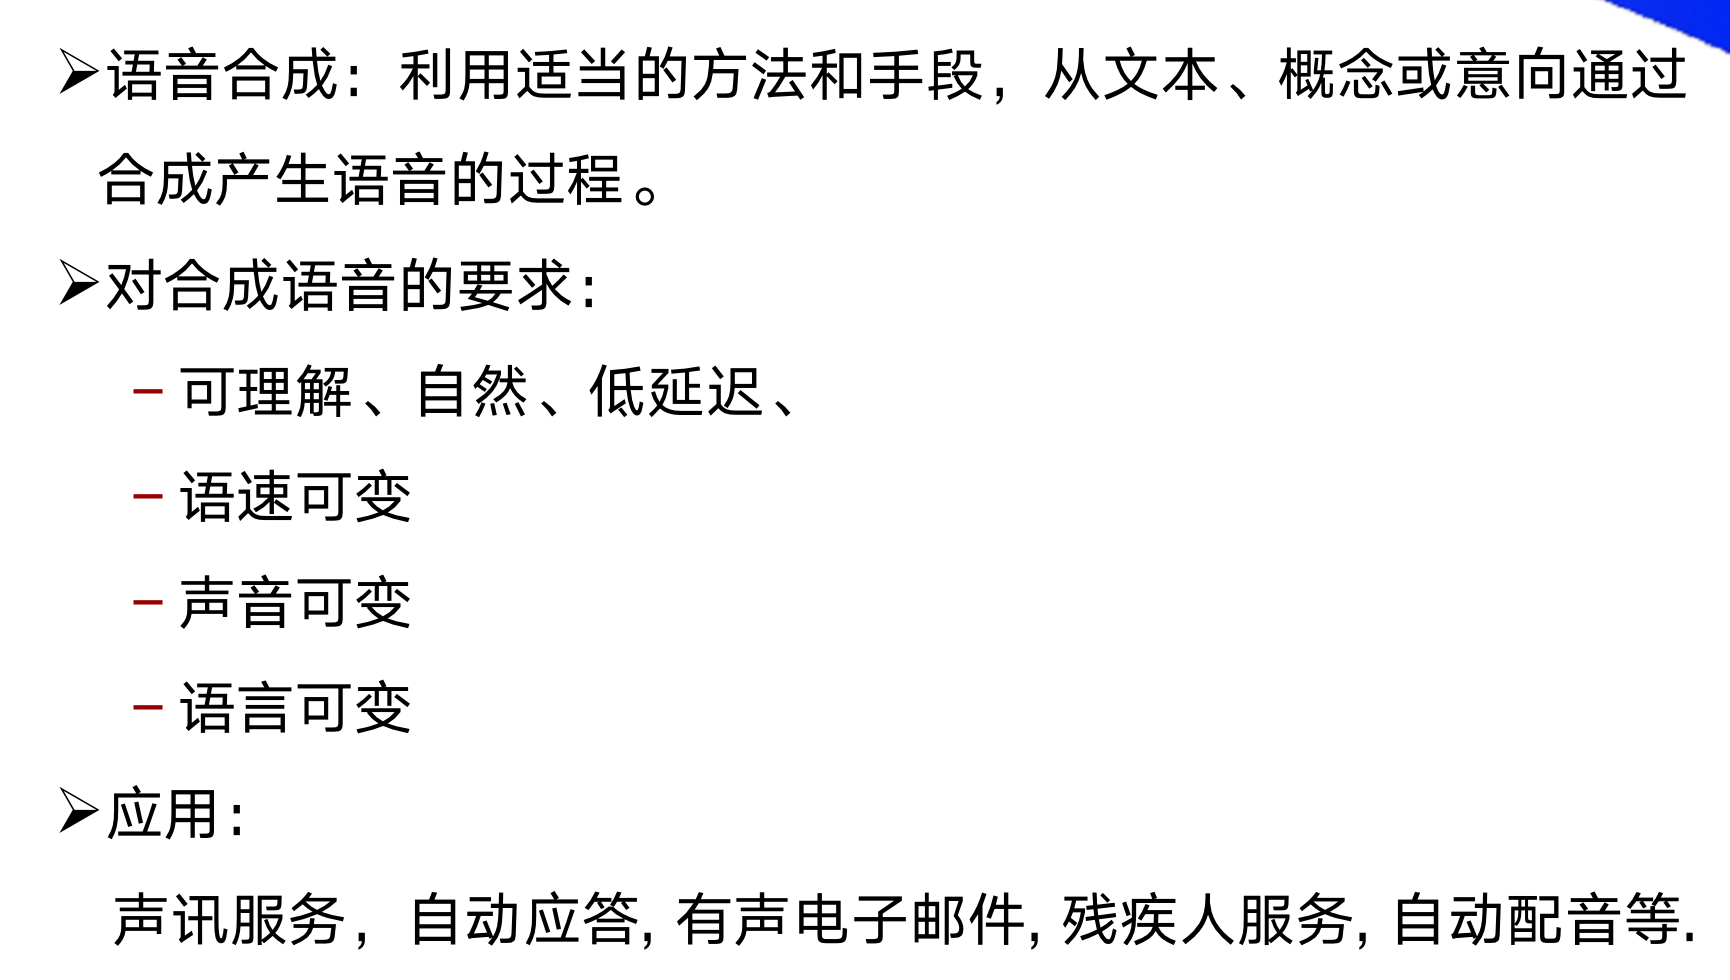 ➢语音合成：利用适当的方法和手段，从文本、概念或意向通过
合成产生语音的过程。
➢对合成语音的要求：
– 可理解、自然、低延迟、
– 语速可变
– 声音可变
– 语言可变
➢应用：
声讯服务，自动应答, 有声电子邮件, 残疾人服务, 自动配音等.